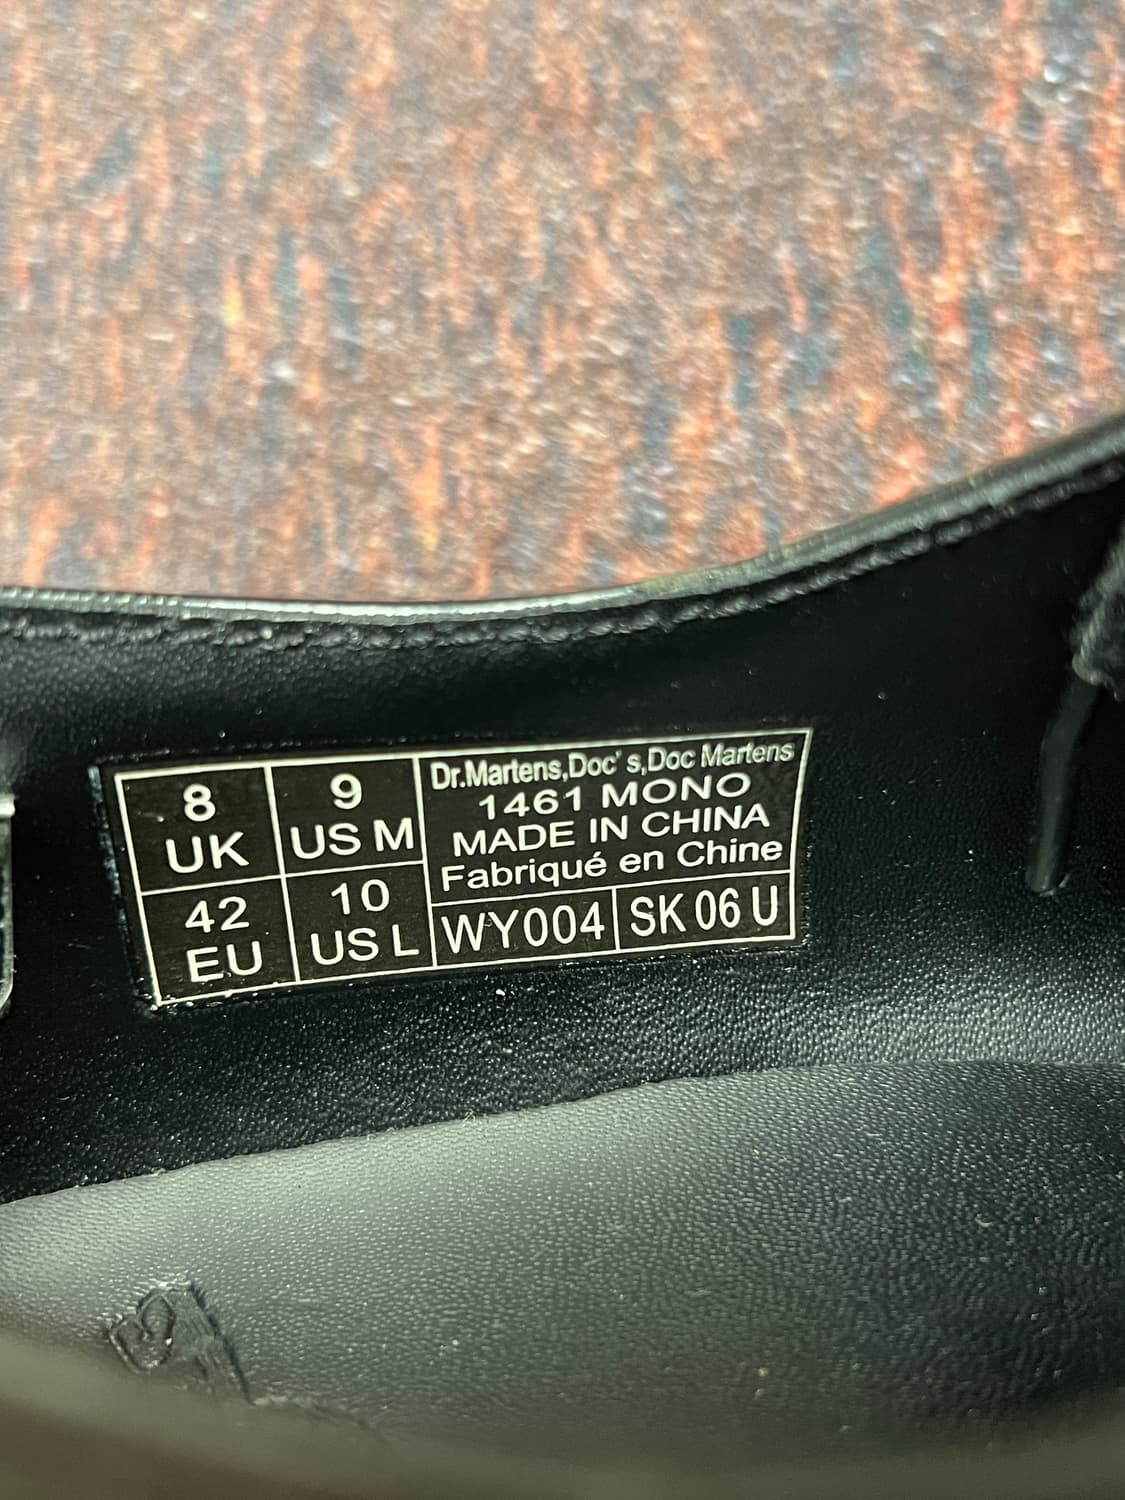 8
UK
9
US M
42
EU
10
US L
Dr.Martens,Doc's,Doc Martens
1461 MONO
MADE IN CHINA
Fabriqué en Chine
WY004
SK 06 U